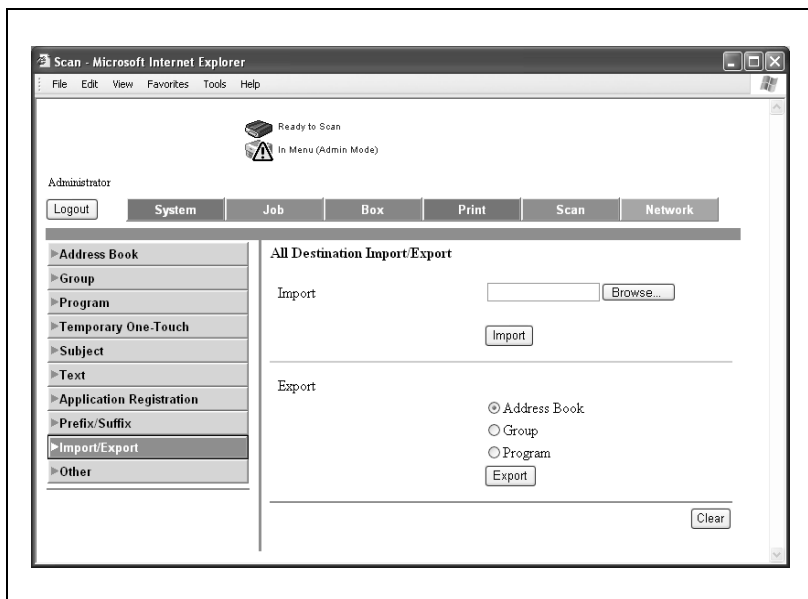 Scan - Microsoft Internet Explorer
File Edit View Favorites Tools Help
Ready to Scan
In Menu (Admin Mode)
Administrator
Logout System Job Box Print Scan Network
Address Book
Group
Program
Temporary One-Touch
Subject
Text
Application Registration
Prefix/Suffix
Import/Export
Other
All Destination Import/Export
Import Browse...
Import
Export
Address Book
Group
Program
Export
Clear